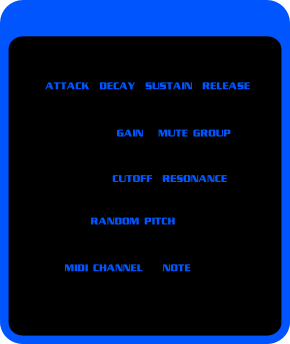 ATTACK DECAY SUSTAIN RELEASE
GAIN MUTE GROUP
CUTOFF RESONANCE
RANDOM PITCH
MIDI CHANNEL NOTE